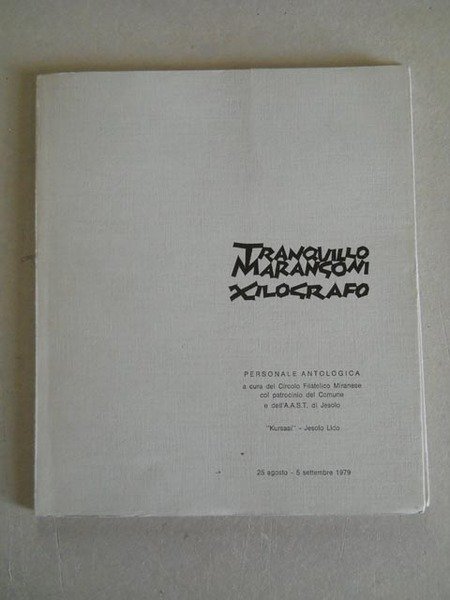 TRANQUILLO
MARANGONI
XILOGRAFO
PERSONALE ANTOLOGICA
a cura del Circolo Filatelico Miranese
col patrocinio del Comune
e dell'A.A.S.T. di Jesolo
"Kursaal" - Jesolo Lido
25 agosto - 5 settembre 1979